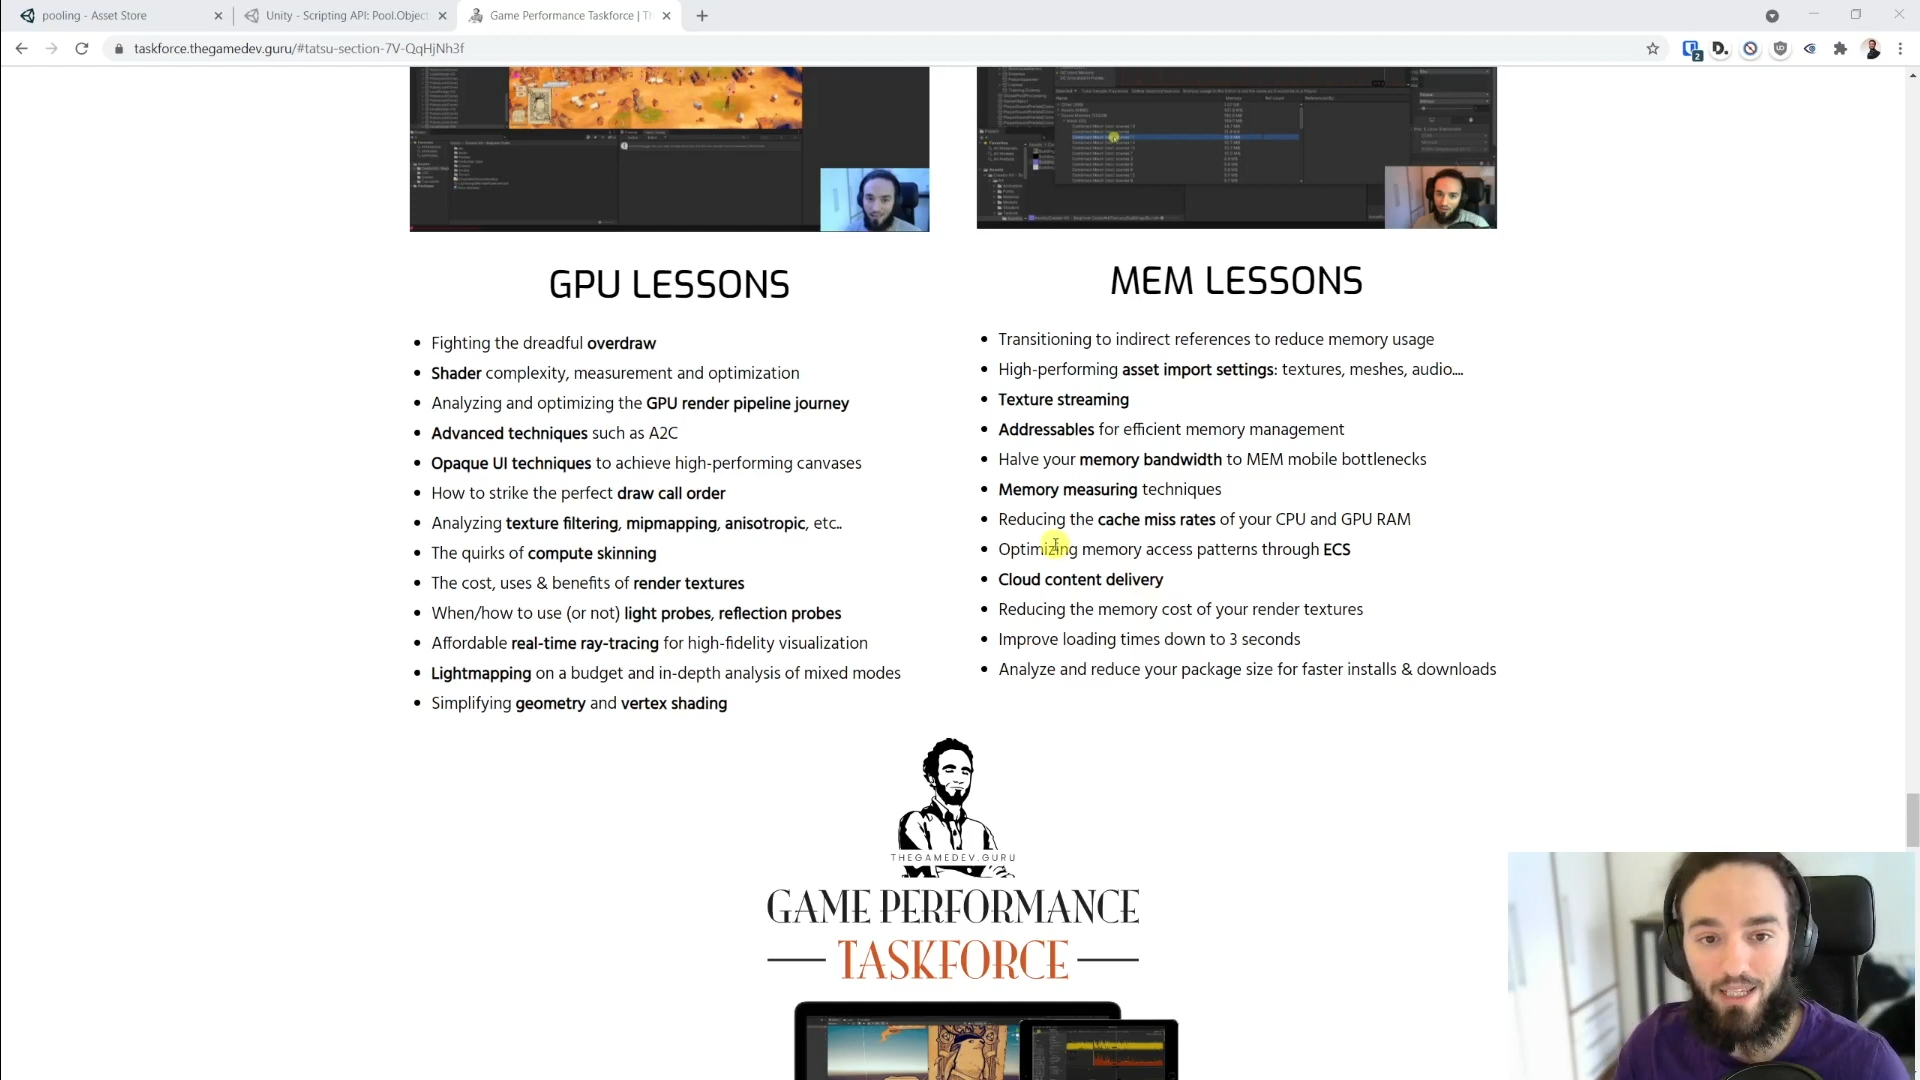 pooling - Asset Store
Unity - Scripting API: Pool.Object
Game Performance Taskforce | Th
taskforce.thegamedev.guru/#tatsu-section-7V-QqHjNh3f
GPU LESSONS
Fighting the dreadful overdraw
Shader complexity, measurement and optimization
Analyzing and optimizing the GPU render pipeline journey
Advanced techniques such as A2C
Opaque UI techniques to achieve high-performing canvases
How to strike the perfect draw call order
Analyzing texture filtering, mipmapping, anisotropic, etc..
The quirks of compute skinning
The cost, uses & benefits of render textures
When/how to use (or not) light probes, reflection probes
Affordable real-time ray-tracing for high-fidelity visualization
Lightmapping on a budget and in-depth analysis of mixed modes
Simplifying geometry and vertex shading
MEM LESSONS
Transitioning to indirect references to reduce memory usage
High-performing asset import settings: textures, meshes, audio....
Texture streaming
Addressables for efficient memory management
Halve your memory bandwidth to MEM mobile bottlenecks
Memory measuring techniques
Reducing the cache miss rates of your CPU and GPU RAM
Optimizing memory access patterns through ECS
Cloud content delivery
Reducing the memory cost of your render textures
Improve loading times down to 3 seconds
Analyze and reduce your package size for faster installs & downloads
THEGAMEDEV.GURU
GAME PERFORMANCE
TASKFORCE